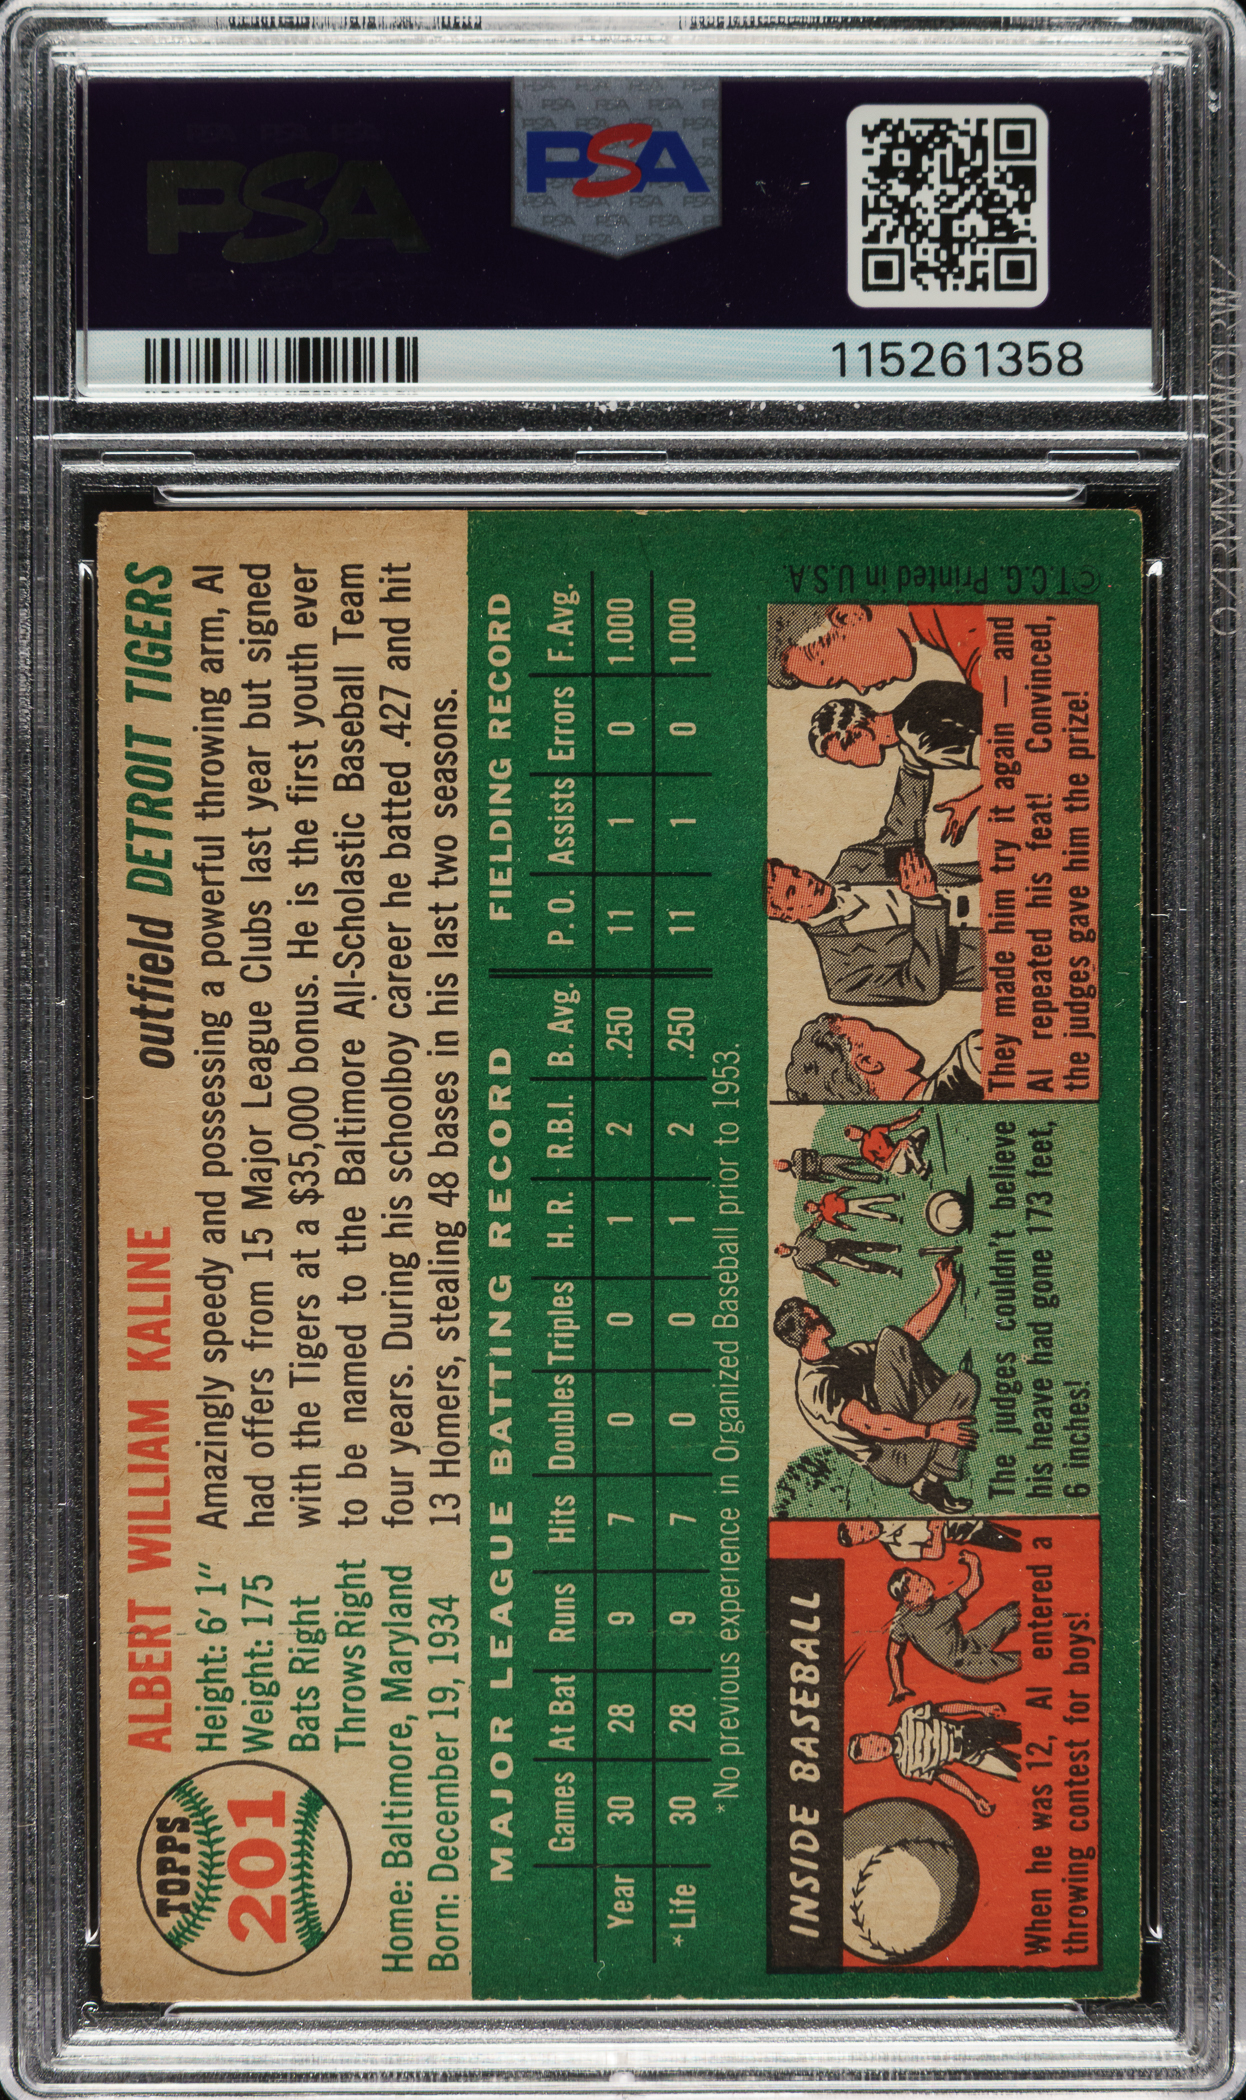 PSA
PSA
115261358
TOPPS
201
ALBERT WILLIAM KALINE
outfield DETROIT TIGERS
Height: 6' 1"
Weight: 175
Bats Right
Throws Right
Home: Baltimore, Maryland
Born: December 19, 1934
Amazingly speedy and possessing a powerful throwing arm, Al
had offers from 15 Major League Clubs last year but signed
with the Tigers at a $35,000 bonus. He is the first youth ever
to be named to the Baltimore All-Scholastic Baseball Team
four years. During his schoolboy career he batted .427 and hit
13 Homers, stealing 48 bases in his last two seasons.
MAJOR LEAGUE BATTING RECORD FIELDING RECORD
Games At Bat Runs Hits Doubles Triples H. R. R.B.I. B. Avg. P. O. Assists Errors F. Avg.
Year 30 28 9 7 0 0 1 2 .250 11 1 0 1.000
*Life 30 28 9 7 0 0 1 2 .250 11 1 0 1.000
*No previous experience in Organized Baseball prior to 1953.
INSIDE BASEBALL
When he was 12, Al entered a
throwing contest for boys!
The judges couldn't believe
his heave had gone 173 feet,
6 inches!
They made him try it again — and
Al repeated his feat! Convinced,
the judges gave him the prize!
©T.C.G. Printed in U.S.A.